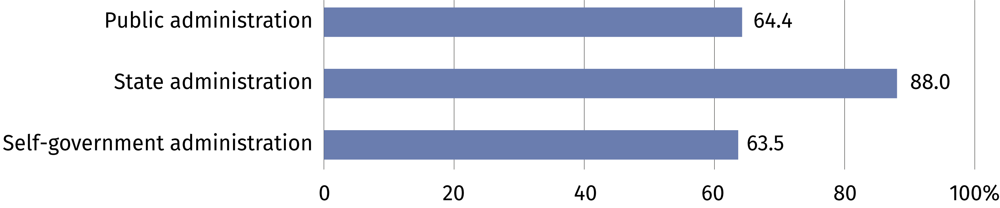 Public administration 64.4
State administration 88.0
Self-government administration 63.5
0 20 40 60 80 100%